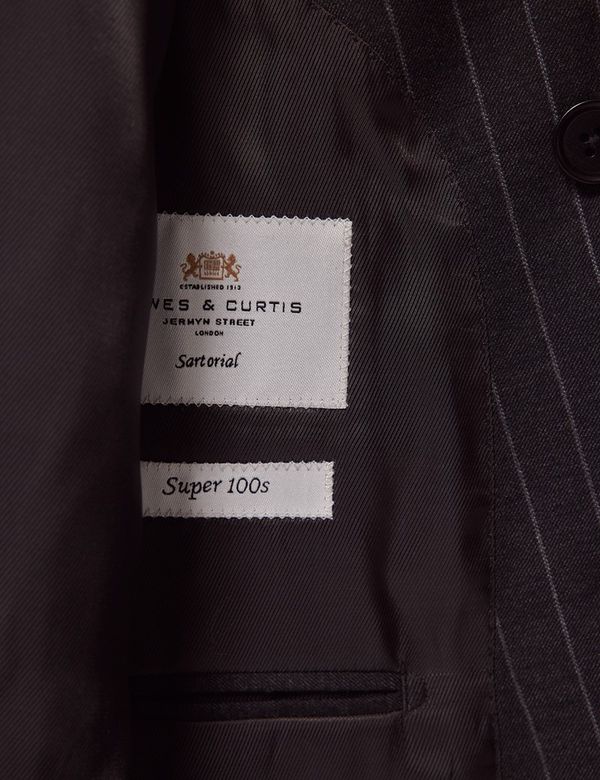 ESTABLISHED 1913
WES & CURTIS
JERMYN STREET
LONDON
Sartorial
Super 100s